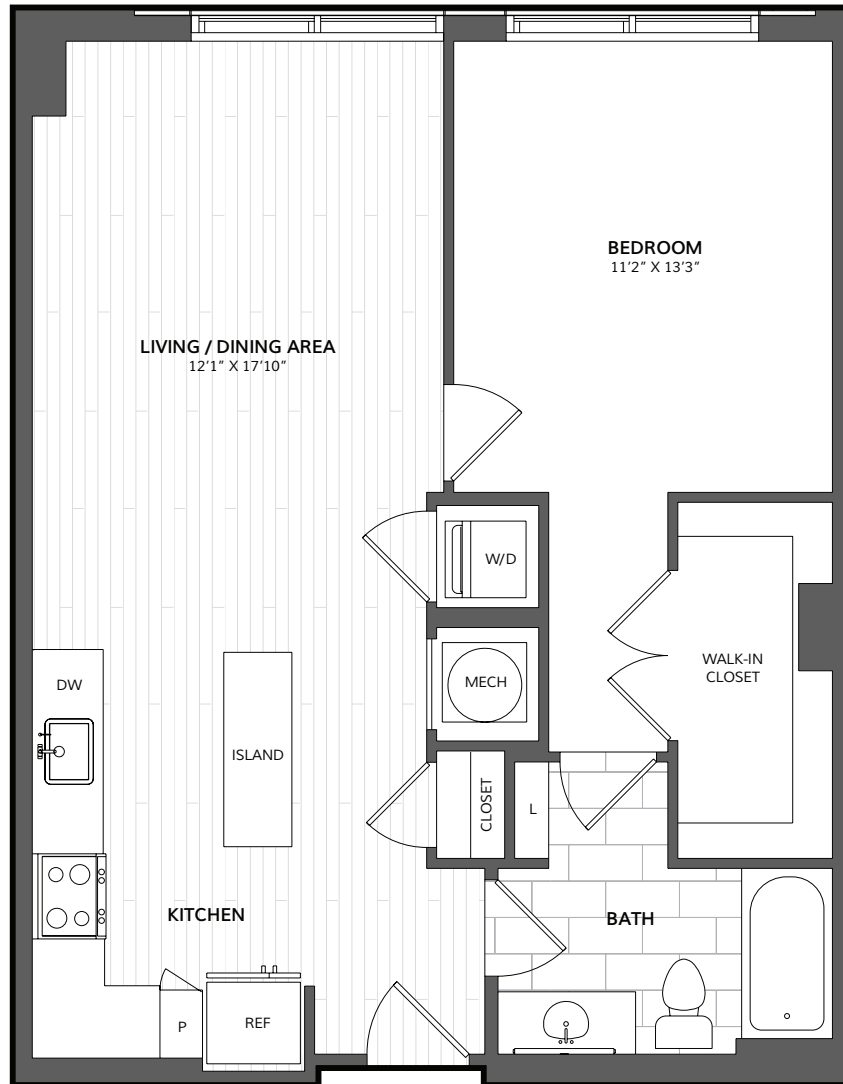 BEDROOM
11'2" X 13'3"
LIVING / DINING AREA
12'1" X 17'10"
W/D
DW
MECH
WALK-IN
CLOSET
ISLAND
CLOSET
L
KITCHEN
BATH
P
REF